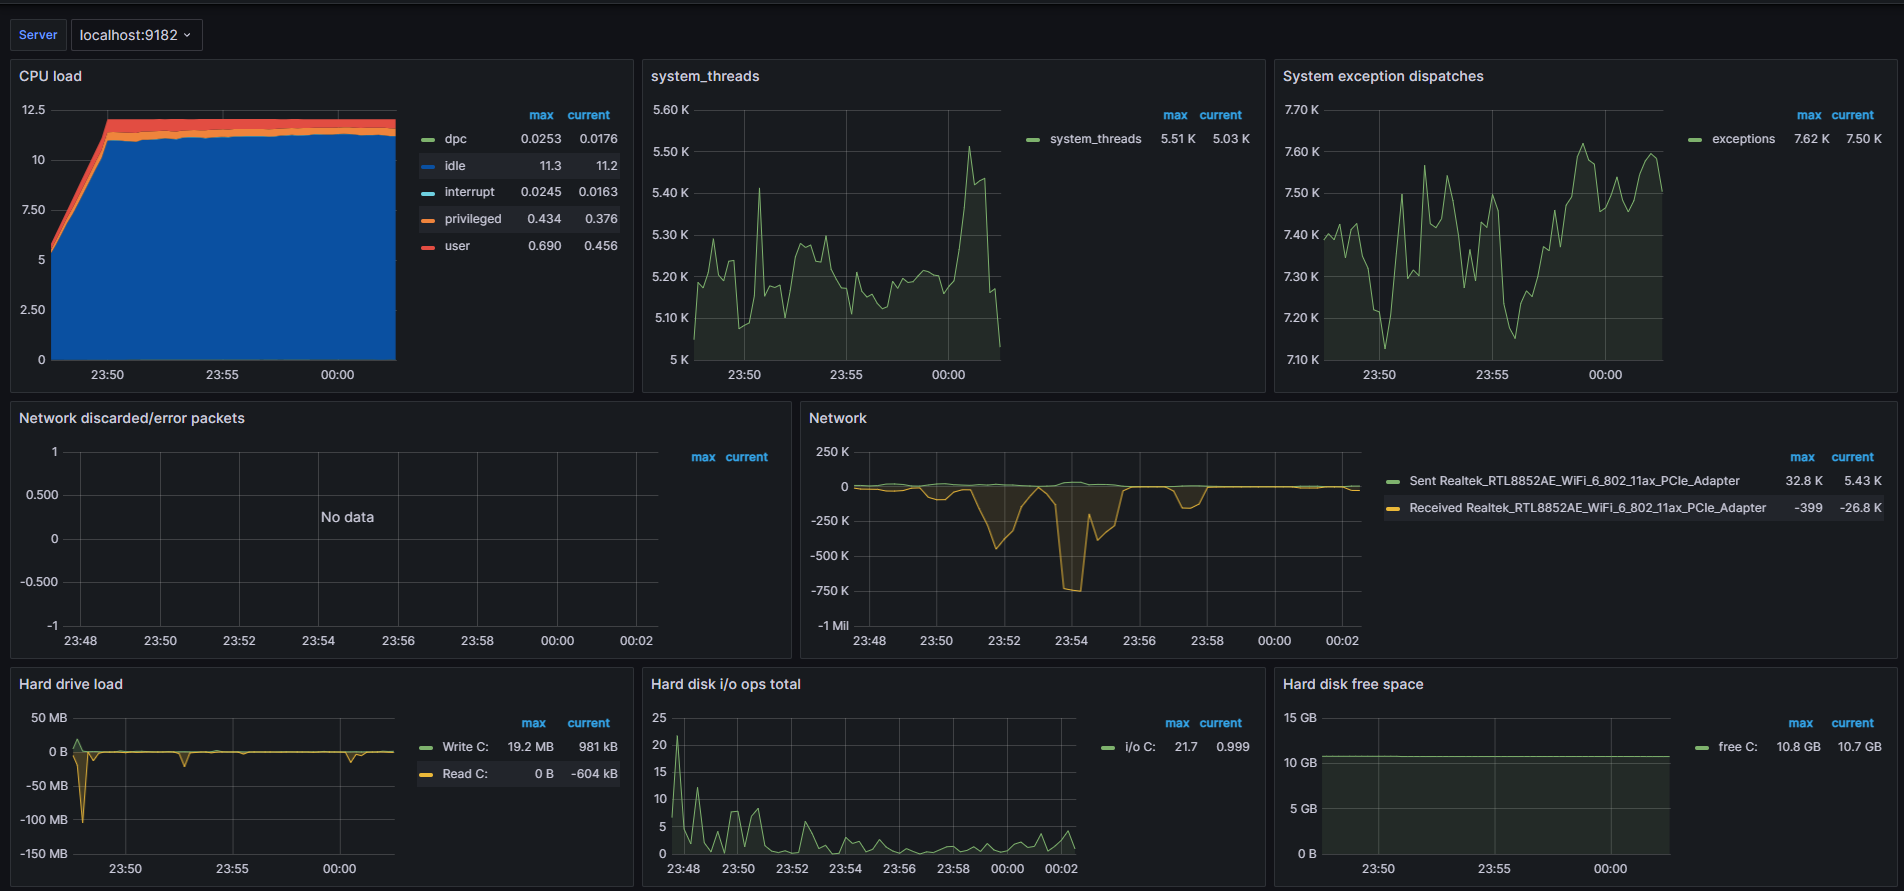 Server localhost:9182
CPU load
12.5
10
7.50
5
2.50
0
23:50 23:55 00:00
max current
dpc 0.0253 0.0176
idle 11.3 11.2
interrupt 0.0245 0.0163
privileged 0.434 0.376
user 0.690 0.456
system_threads
5.60 K
5.50 K
5.40 K
5.30 K
5.20 K
5.10 K
5 K
23:50 23:55 00:00
max current
system_threads 5.51 K 5.03 K
System exception dispatches
7.70 K
7.60 K
7.50 K
7.40 K
7.30 K
7.20 K
7.10 K
23:50 23:55 00:00
max current
exceptions 7.62 K 7.50 K
Network discarded/error packets
1
0.500
0
-0.500
-1
No data
23:48 23:50 23:52 23:54 23:56 23:58 00:00 00:02
max current
Network
250 K
0
-250 K
-500 K
-750 K
-1 Mil
23:48 23:50 23:52 23:54 23:56 23:58 00:00 00:02
max current
Sent Realtek_RTL8852AE_WiFi_6_802_11ax_PCIe_Adapter 32.8 K 5.43 K
Received Realtek_RTL8852AE_WiFi_6_802_11ax_PCIe_Adapter -399 -26.8 K
Hard drive load
50 MB
0 B
-50 MB
-100 MB
-150 MB
23:50 23:55 00:00
max current
Write C: 19.2 MB 981 kB
Read C: 0 B -604 kB
Hard disk i/o ops total
25
20
15
10
5
0
23:48 23:50 23:52 23:54 23:56 23:58 00:00 00:02
max current
i/o C: 21.7 0.999
Hard disk free space
15 GB
10 GB
5 GB
0 B
23:50 23:55 00:00
max current
free C: 10.8 GB 10.7 GB